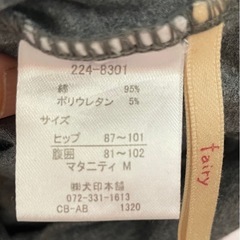 224-8301
綿 95%
ポリウレタン 5%
サイズ
ヒップ 87～101
腹囲 81～102
マタニティ M
㈱犬印本舗
072-331-1613
CB-AB 1320
fairy